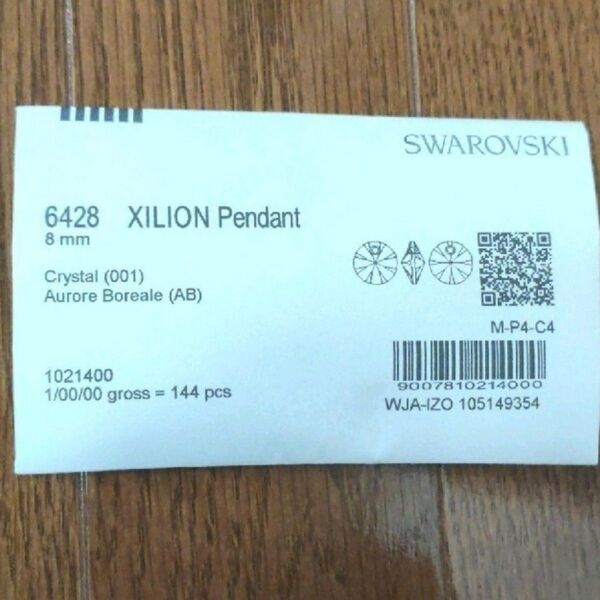 SWAROVSKI
6428 XILION Pendant
8 mm
Crystal (001)
Aurore Boreale (AB)
M-P4-C4
1021400
1/00/00 gross = 144 pcs
9007810214000
WJA-IZO 105149354